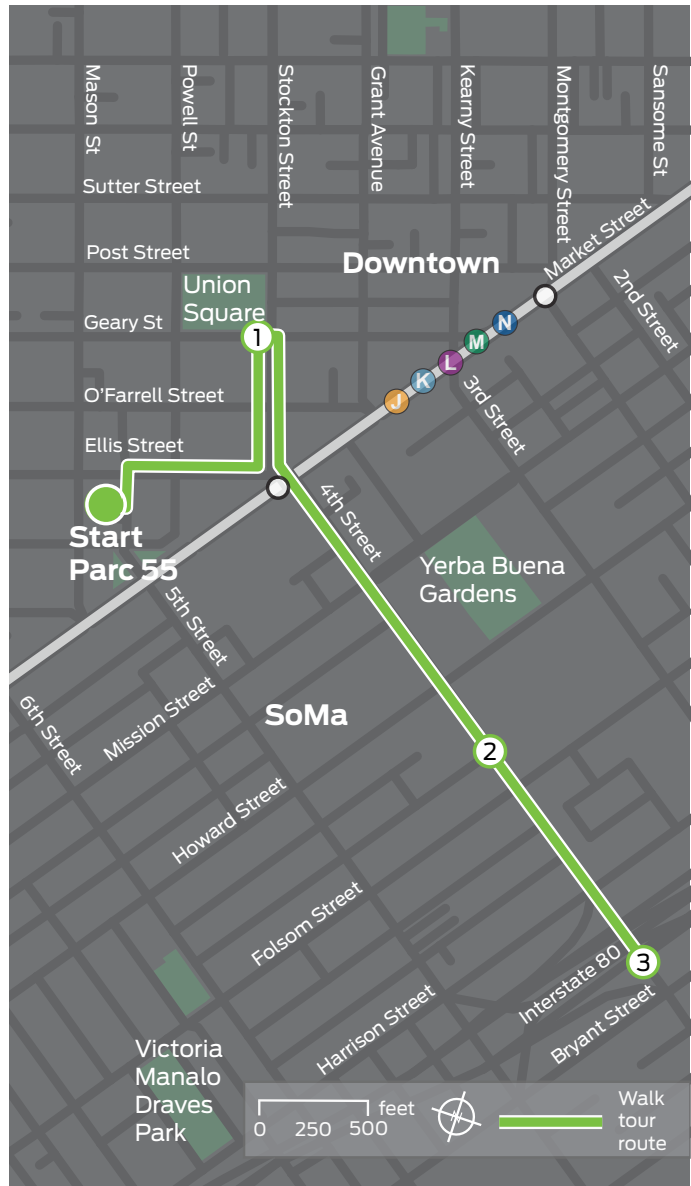 Mason St
Powell St
Stockton Street
Grant Avenue
Kearny Street
Montgomery Street
Sansome St
Sutter Street
Market Street
Post Street
Downtown
2nd Street
Union
Square
Geary St
1
N
M
L
K
J
3rd Street
O'Farrell Street
Ellis Street
4th Street
Start
Parc 55
Yerba Buena
Gardens
5th Street
6th Street
Mission Street
SoMa
2
Howard Street
Folsom Street
3
Interstate 80
Harrison Street
Bryant Street
Victoria
Manalo
Draves
Park
feet
0 250 500
N
Walk
tour
route